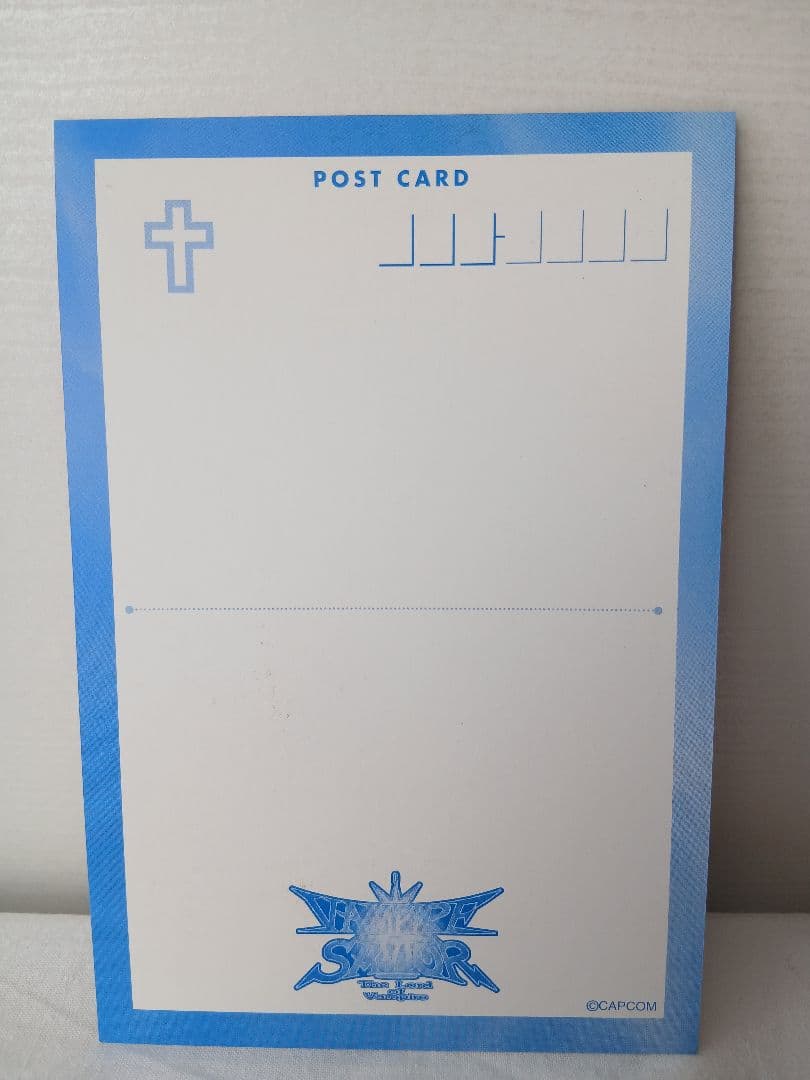 POST CARD
VAMPIRE
SAVIOR
The Lord
of
Vampire
©CAPCOM